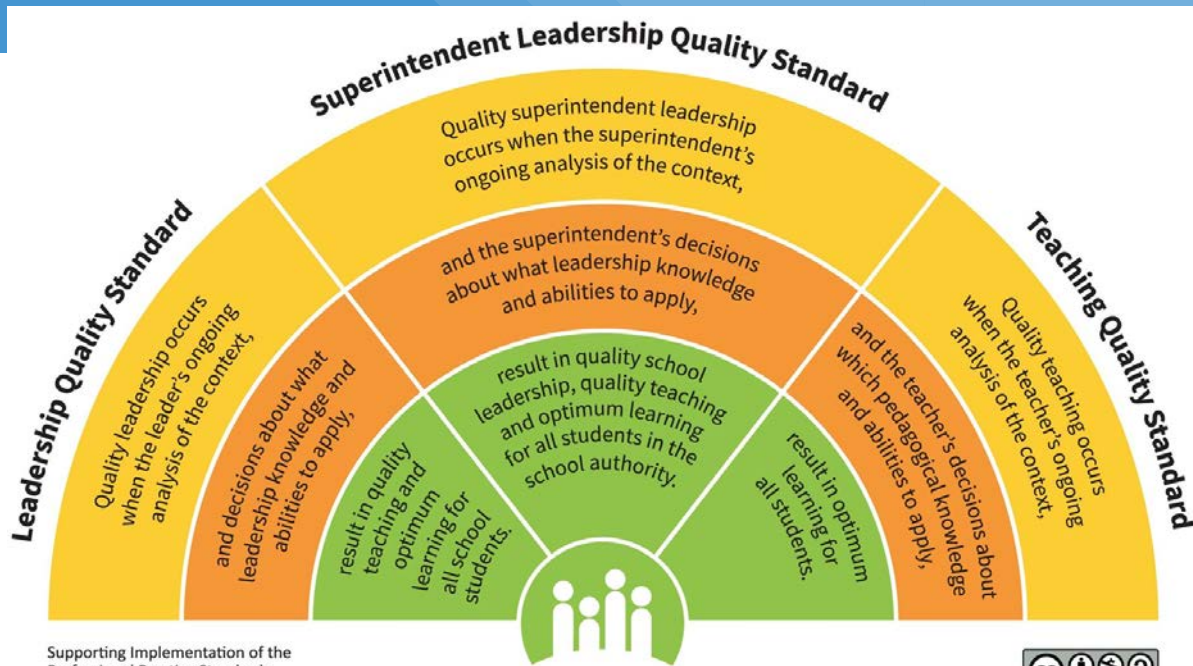 Superintendent Leadership Quality Standard
Quality superintendent leadership
occurs when the superintendent's
ongoing analysis of the context,
and the superintendent's decisions
about what leadership knowledge
and abilities to apply,
result in quality school
leadership, quality teaching
and optimum learning
for all students in the
school authority.
Leadership Quality Standard
Quality leadership occurs
when the leader's ongoing
analysis of the context,
and decisions about what
leadership knowledge and
abilities to apply,
result in quality
teaching and
optimum
learning for
all school
students.
Teaching Quality Standard
Quality teaching occurs
when the teacher's ongoing
analysis of the context,
and the teacher's decisions about
which pedagogical knowledge
and abilities to apply,
result in optimum
learning for
all students.
Supporting Implementation of the